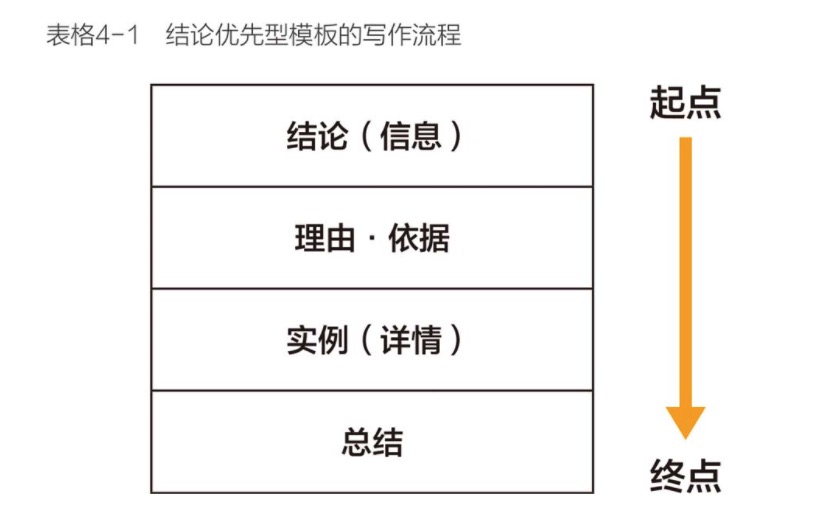 表格4-1 结论优先型模板的写作流程
结论（信息）
理由·依据
实例（详情）
总结
起点
终点